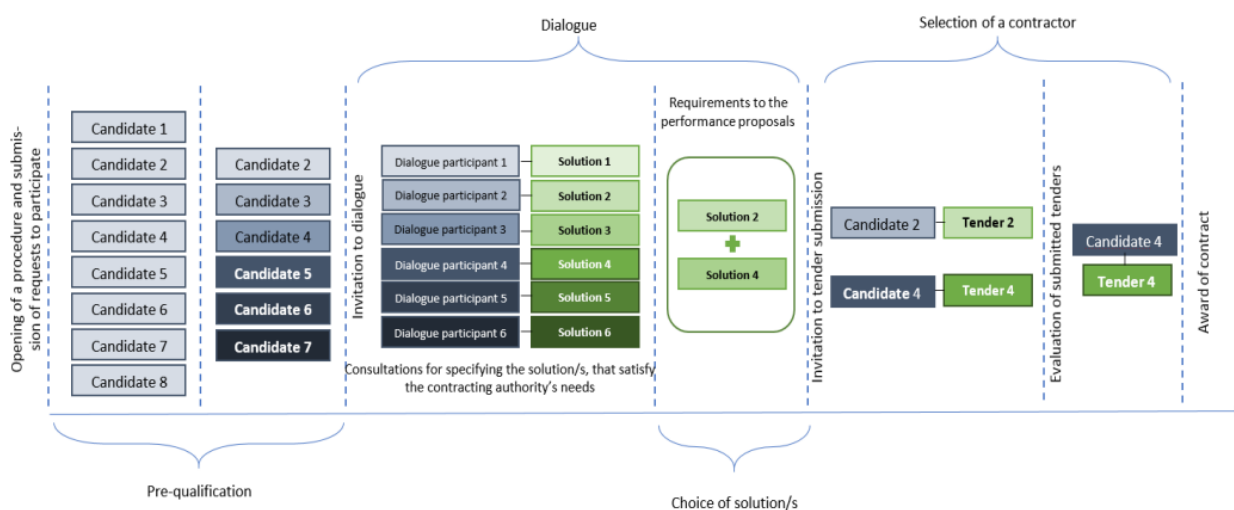 Dialogue
Selection of a contractor
Opening of a procedure and submis-
sion of requests to participate
Candidate 1
Candidate 2
Candidate 3
Candidate 4
Candidate 5
Candidate 6
Candidate 7
Candidate 8
Candidate 2
Candidate 3
Candidate 4
Candidate 5
Candidate 6
Candidate 7
Invitation to dialogue
Dialogue participant 1
Solution 1
Dialogue participant 2
Solution 2
Dialogue participant 3
Solution 3
Dialogue participant 4
Solution 4
Dialogue participant 5
Solution 5
Dialogue participant 6
Solution 6
Consultations for specifying the solution/s, that satisfy
the contracting authority's needs
Requirements to the
performance proposals
Solution 2
Solution 4
Invitation to tender submission
Candidate 2
Tender 2
Candidate 4
Tender 4
Evaluation of submitted tenders
Candidate 4
Tender 4
Award of contract
Pre-qualification
Choice of solution/s